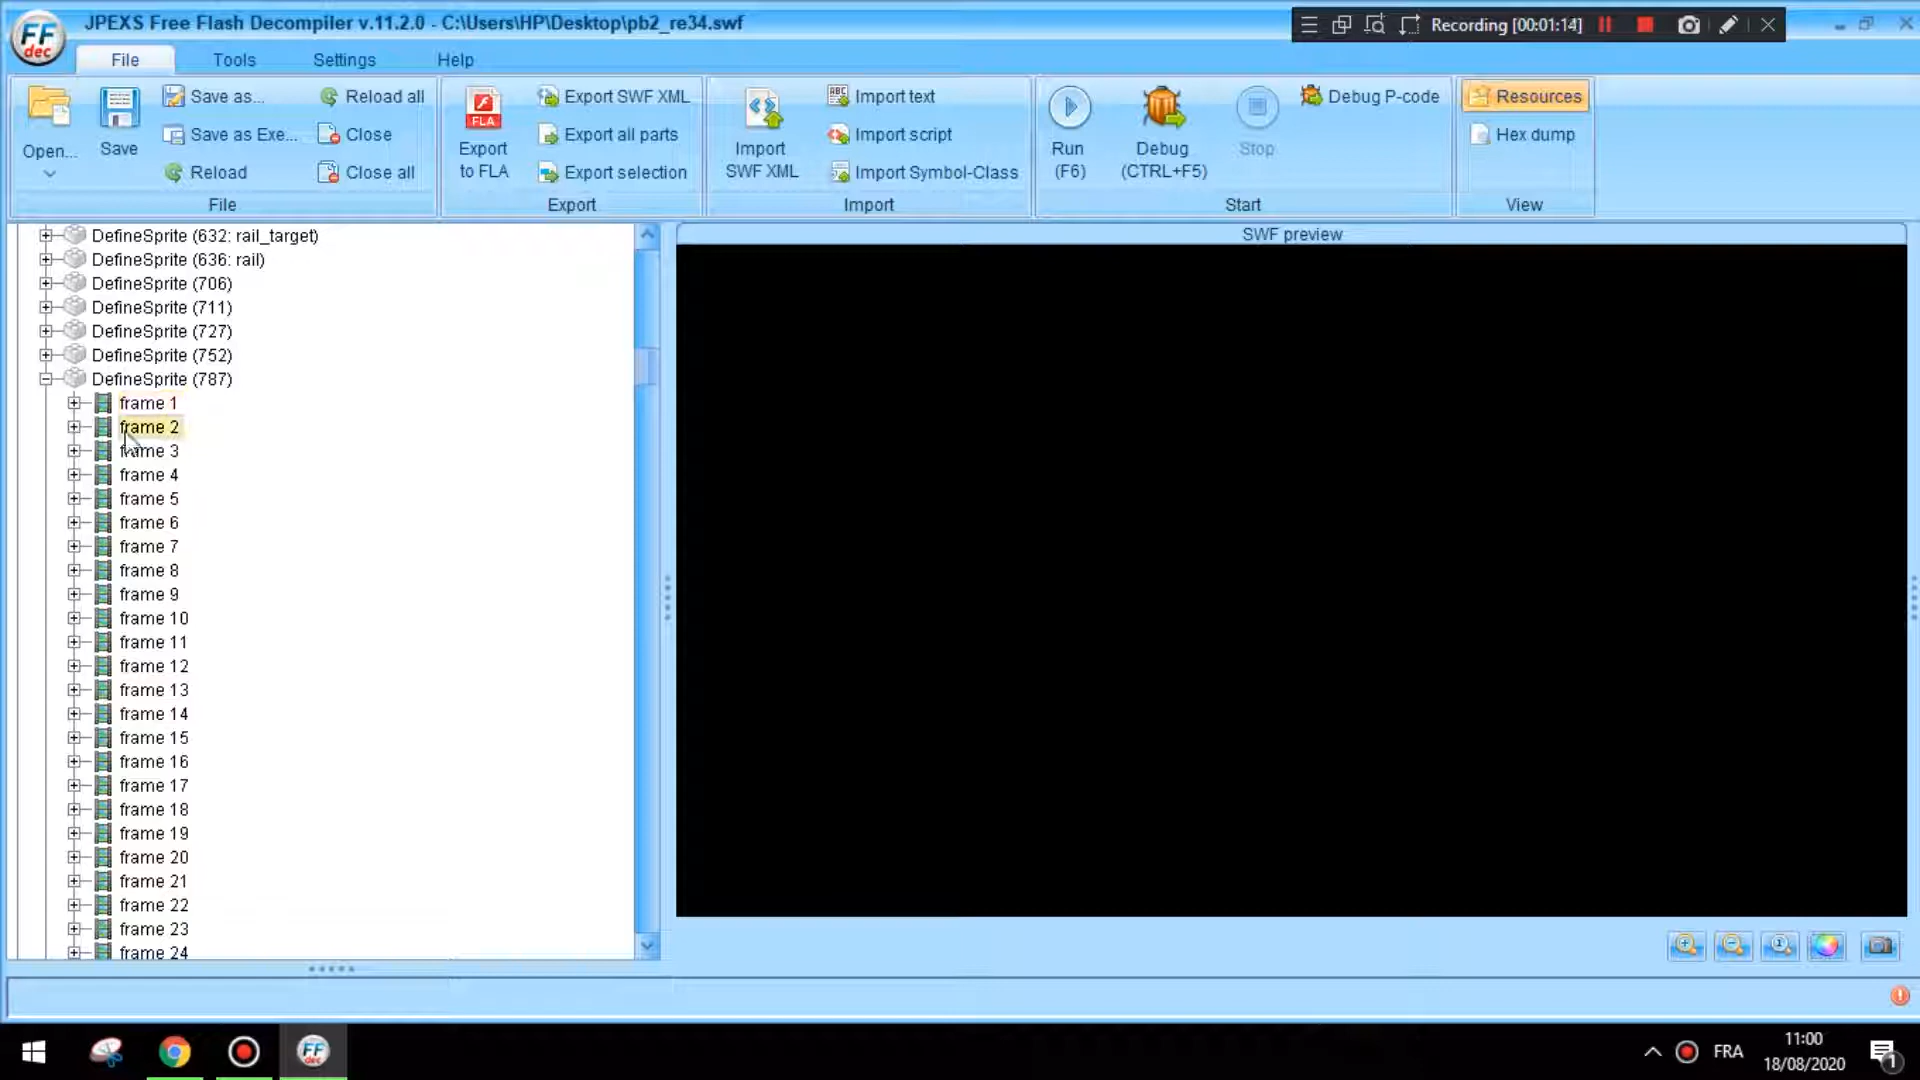 JPEXS Free Flash Decompiler v.11.2.0 - C:\Users\HP\Desktop\pb2_re34.swf
Recording [00:01:14]
FF
dec
File Tools Settings Help
Open...
Save
Save as...
Save as Exe...
Reload
Reload all
Close
Close all
File
FLA
Export
to FLA
Export SWF XML
Export all parts
Export selection
Export
Import
SWF XML
Import text
Import script
Import Symbol-Class
Import
Run
(F6)
Debug
(CTRL+F5)
Stop
Debug P-code
Start
Resources
Hex dump
View
DefineSprite (632: rail_target)
DefineSprite (636: rail)
DefineSprite (706)
DefineSprite (711)
DefineSprite (727)
DefineSprite (752)
DefineSprite (787)
frame 1
frame 2
frame 3
frame 4
frame 5
frame 6
frame 7
frame 8
frame 9
frame 10
frame 11
frame 12
frame 13
frame 14
frame 15
frame 16
frame 17
frame 18
frame 19
frame 20
frame 21
frame 22
frame 23
frame 24
SWF preview
FF
dec
FRA
11:00
18/08/2020
1